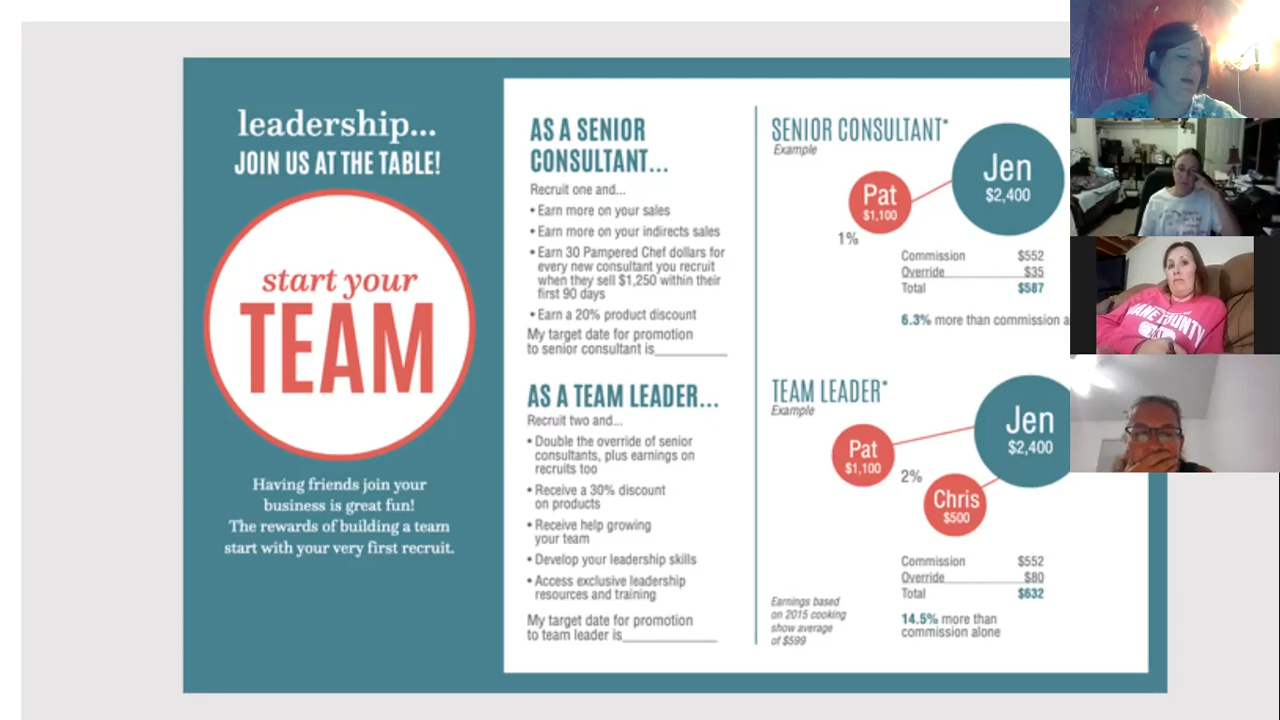 leadership...
JOIN US AT THE TABLE!
start your
TEAM
Having friends join your
business is great fun!
The rewards of building a team
start with your very first recruit.
AS A SENIOR
CONSULTANT...
Recruit one and...
• Earn more on your sales
• Earn more on your indirects sales
• Earn 30 Pampered Chef dollars for
every new consultant you recruit
when they sell $1,250 within their
first 90 days
• Earn a 20% product discount
My target date for promotion
to senior consultant is__________
AS A TEAM LEADER...
Recruit two and...
• Double the override of senior
consultants, plus earning on
recruits too
• Receive a 30% discount
on products
• Receive help growing
your team
• Develop your leadership skills
• Access exclusive leadership
resources and training
My target date for promotion
to team leader is_____________
SENIOR CONSULTANT*
Example
Jen
$2,400
Pat
$1,100
1%
Commission $552
Override $35
Total $587
6.3% more than commission a
TEAM LEADER*
Example
Jen
$2,400
Pat
$1,100
2%
Chris
$500
Commission $552
Override $80
Total $632
14.5% more than
commission alone
Earnings based
on 2015 cooking
show average
of $599